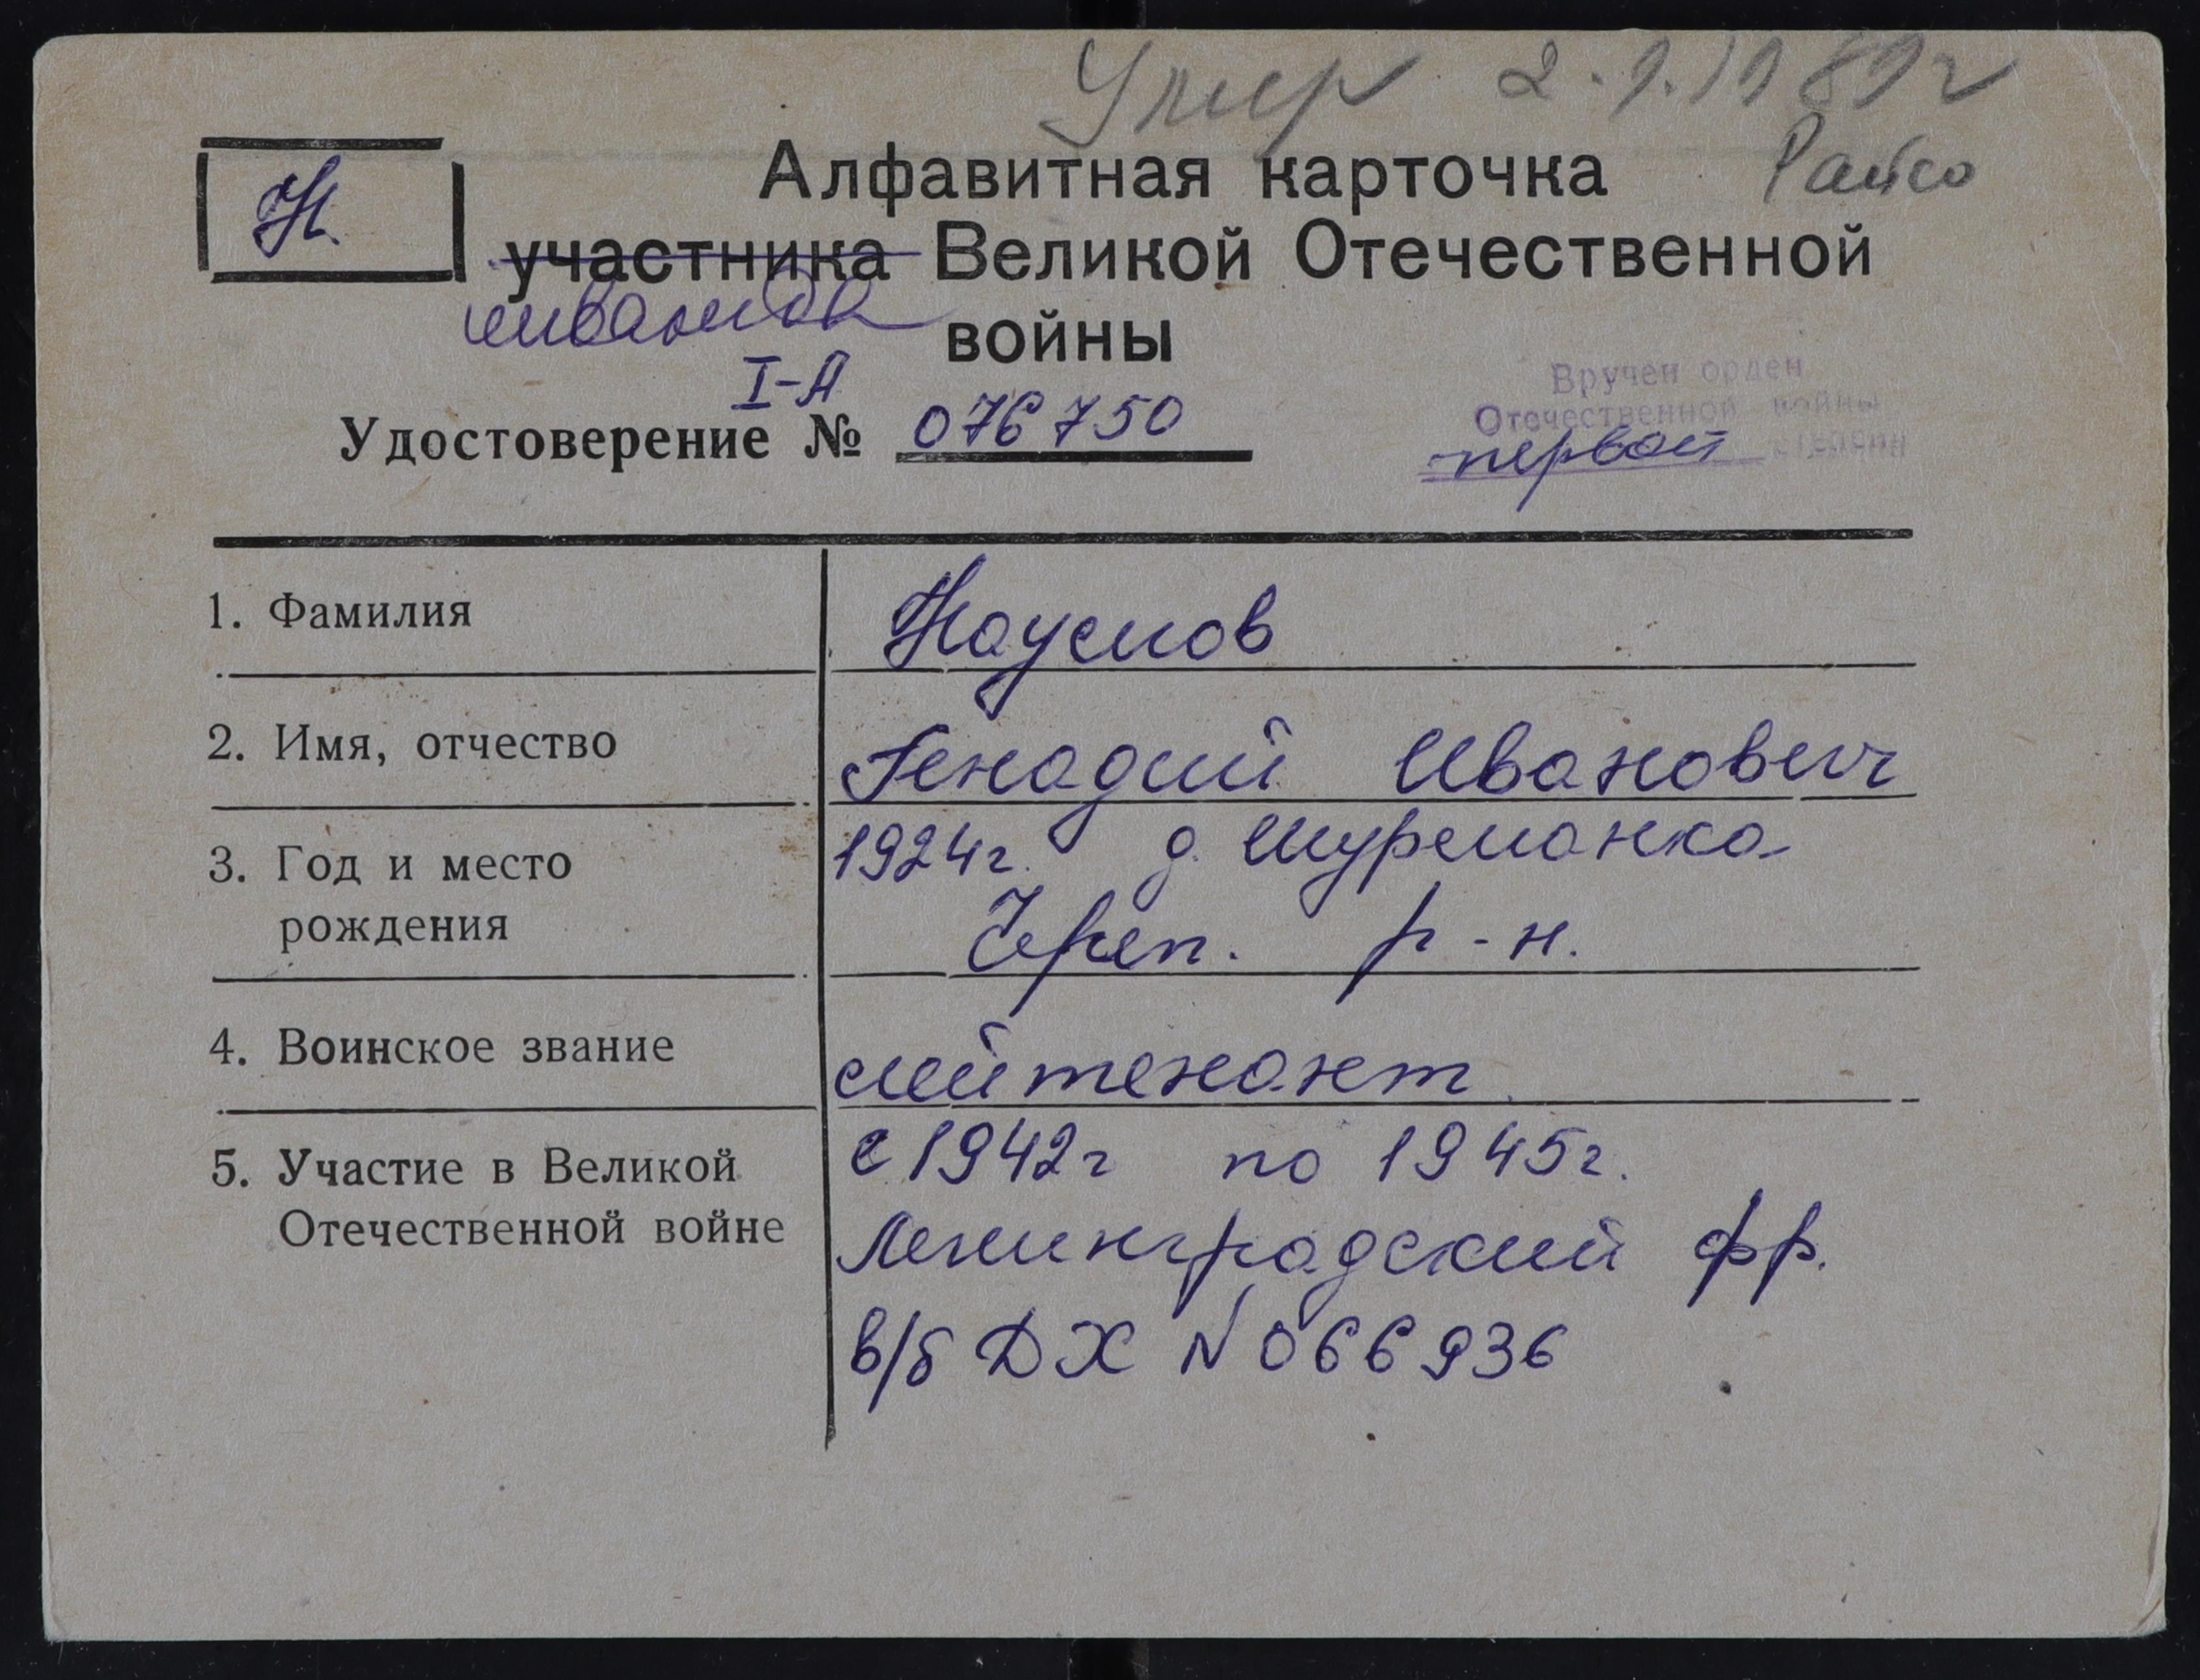 Умер 2.9.1989г
Райсо
Н.
Алфавитная карточка
участника Великой Отечественной
инвалида
войны
I-А
Удостоверение № 076750
Вручен орден
Отечественной войны
первой степени
1. Фамилия
Наумов
2. Имя, отчество
Генадий Иванович
3. Год и место
рождения
1924г. д. Шурманка
Череп. р-н.
4. Воинское звание
лейтенант
5. Участие в Великой
Отечественной войне
с 1942г по 1945г.
Ленинградский фр.
в/б ДХ N 066936